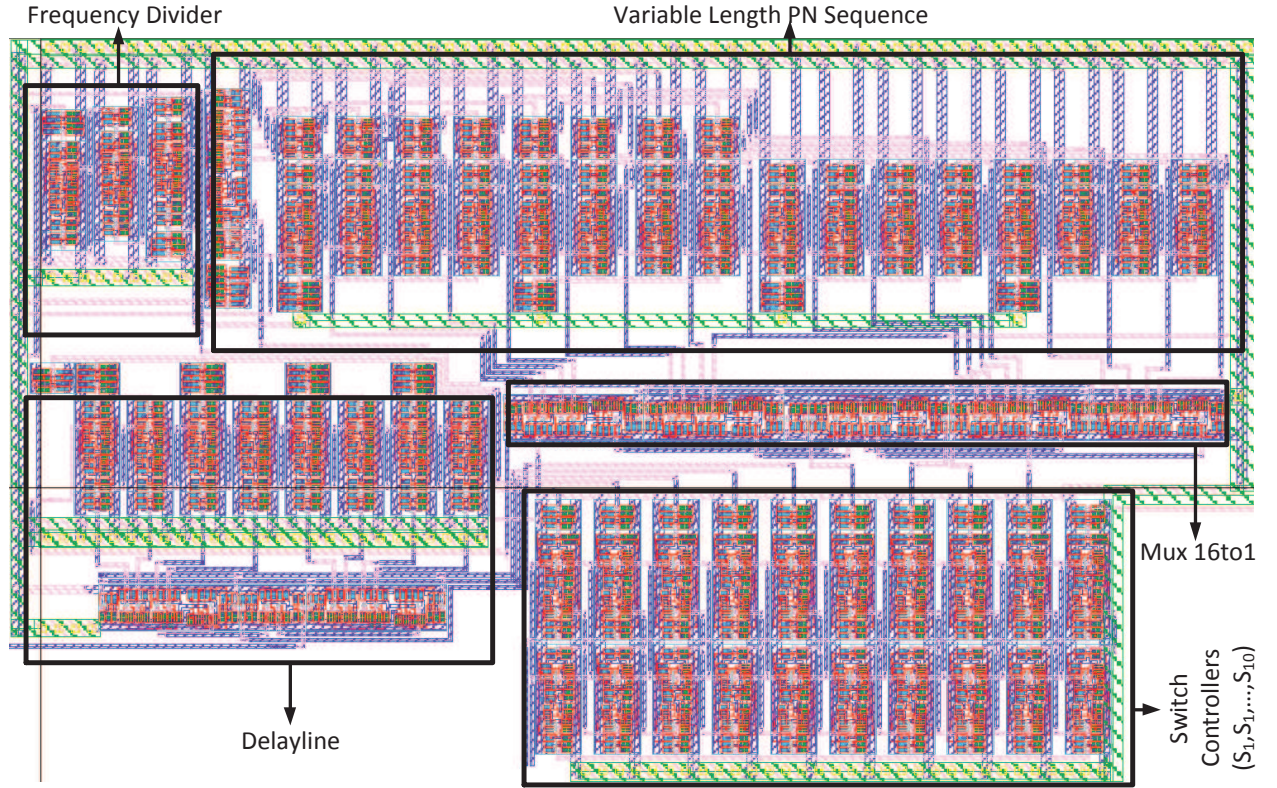 Frequency Divider
Variable Length PN Sequence
Mux 16to1
Delayline
Switch
Controllers
(S₁,S₁,...,S₁₀)